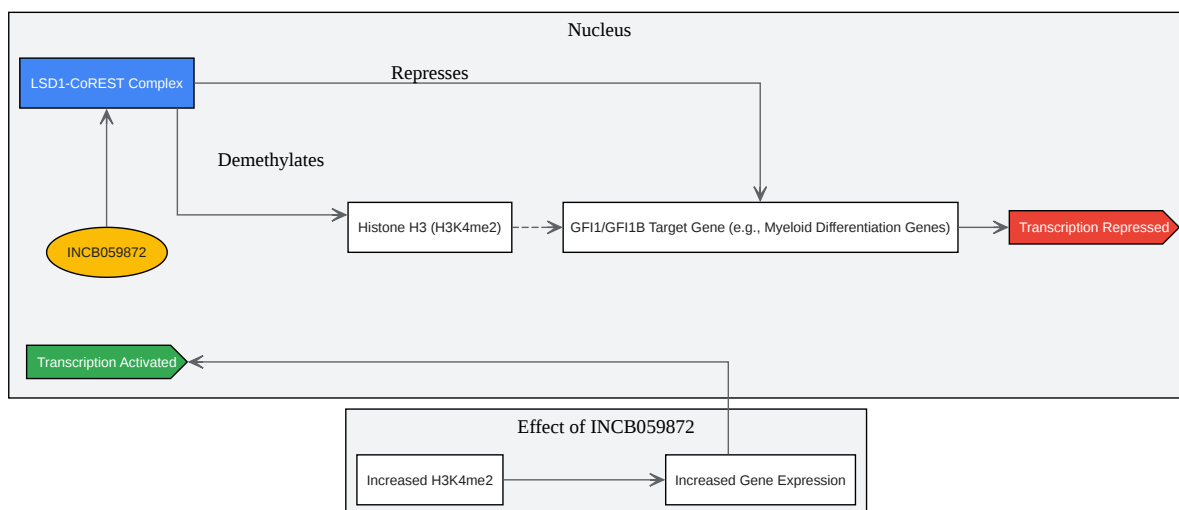 Nucleus
LSD1-CoREST Complex
Represses
Demethylates
Histone H3 (H3K4me2)
GFI1/GFI1B Target Gene (e.g., Myeloid Differentiation Genes)
Transcription Repressed
INCB059872
Transcription Activated
Effect of INCB059872
Increased H3K4me2
Increased Gene Expression